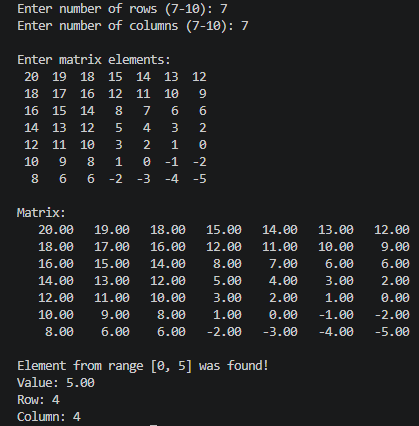 Enter number of rows (7-10): 7
Enter number of columns (7-10): 7
Enter matrix elements:
20 19 18 15 14 13 12
18 17 16 12 11 10 9
16 15 14 8 7 6 6
14 13 12 5 4 3 2
12 11 10 3 2 1 0
10 9 8 1 0 -1 -2
8 6 6 -2 -3 -4 -5
Matrix:
20.00 19.00 18.00 15.00 14.00 13.00 12.00
18.00 17.00 16.00 12.00 11.00 10.00 9.00
16.00 15.00 14.00 8.00 7.00 6.00 6.00
14.00 13.00 12.00 5.00 4.00 3.00 2.00
12.00 11.00 10.00 3.00 2.00 1.00 0.00
10.00 9.00 8.00 1.00 0.00 -1.00 -2.00
8.00 6.00 6.00 -2.00 -3.00 -4.00 -5.00
Element from range [0, 5] was found!
Value: 5.00
Row: 4
Column: 4